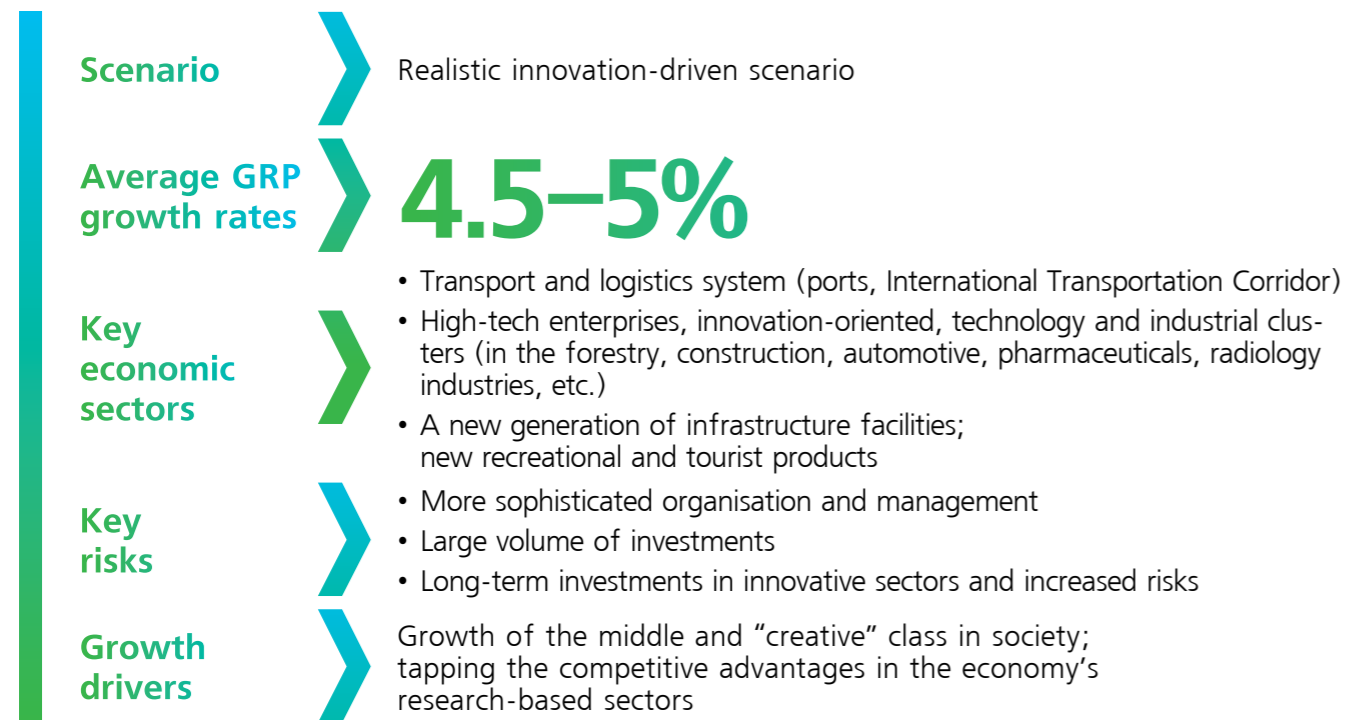 Scenario
Realistic innovation-driven scenario
Average GRP
growth rates
4.5–5%
Key
economic
sectors
• Transport and logistics system (ports, International Transportation Corridor)
• High-tech enterprises, innovation-oriented, technology and industrial clus-
ters (in the forestry, construction, automotive, pharmaceuticals, radiology
industries, etc.)
• A new generation of infrastructure facilities;
new recreational and tourist products
Key
risks
• More sophisticated organisation and management
• Large volume of investments
• Long-term investments in innovative sectors and increased risks
Growth
drivers
Growth of the middle and “creative” class in society;
tapping the competitive advantages in the economy’s
research-based sectors